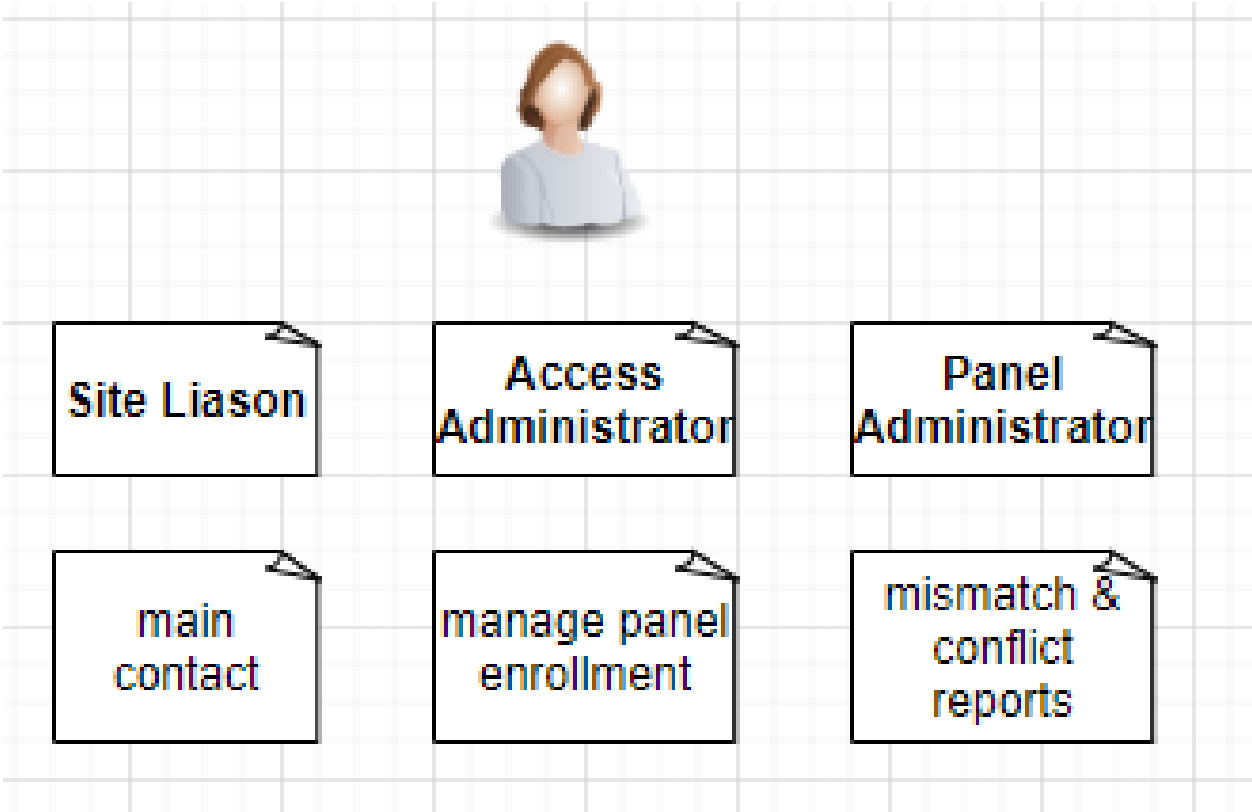 Site Liason
Access
Administrator
Panel
Administrator
main
contact
manage panel
enrollment
mismatch &
conflict
reports